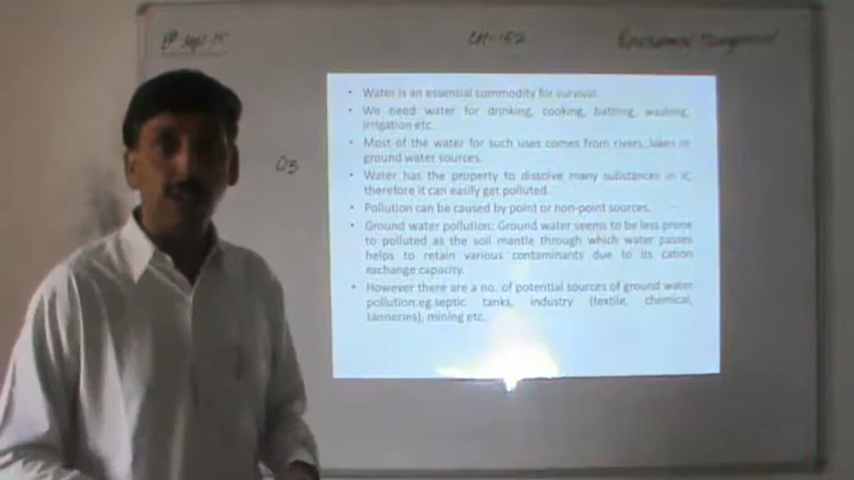 CH-152
03
• Water is an essential commodity for survival.
• We need water for drinking, cooking, bathing, washing,
irrigation etc.
• Most of the water for such uses comes from rivers, lakes or
ground water sources.
• Water has the property to dissolve many substances in it,
therefore it can easily get polluted.
• Pollution can be caused by point or non-point sources.
• Ground water pollution: Ground water seems to be less prone
to polluted as the soil mantle through which water passes
helps to retain various contaminants due to its cation
exchange capacity.
• However there are a no. of potential sources of ground water
pollution.eg.septic tanks, industry (textile, chemical,
tanneries), mining etc.